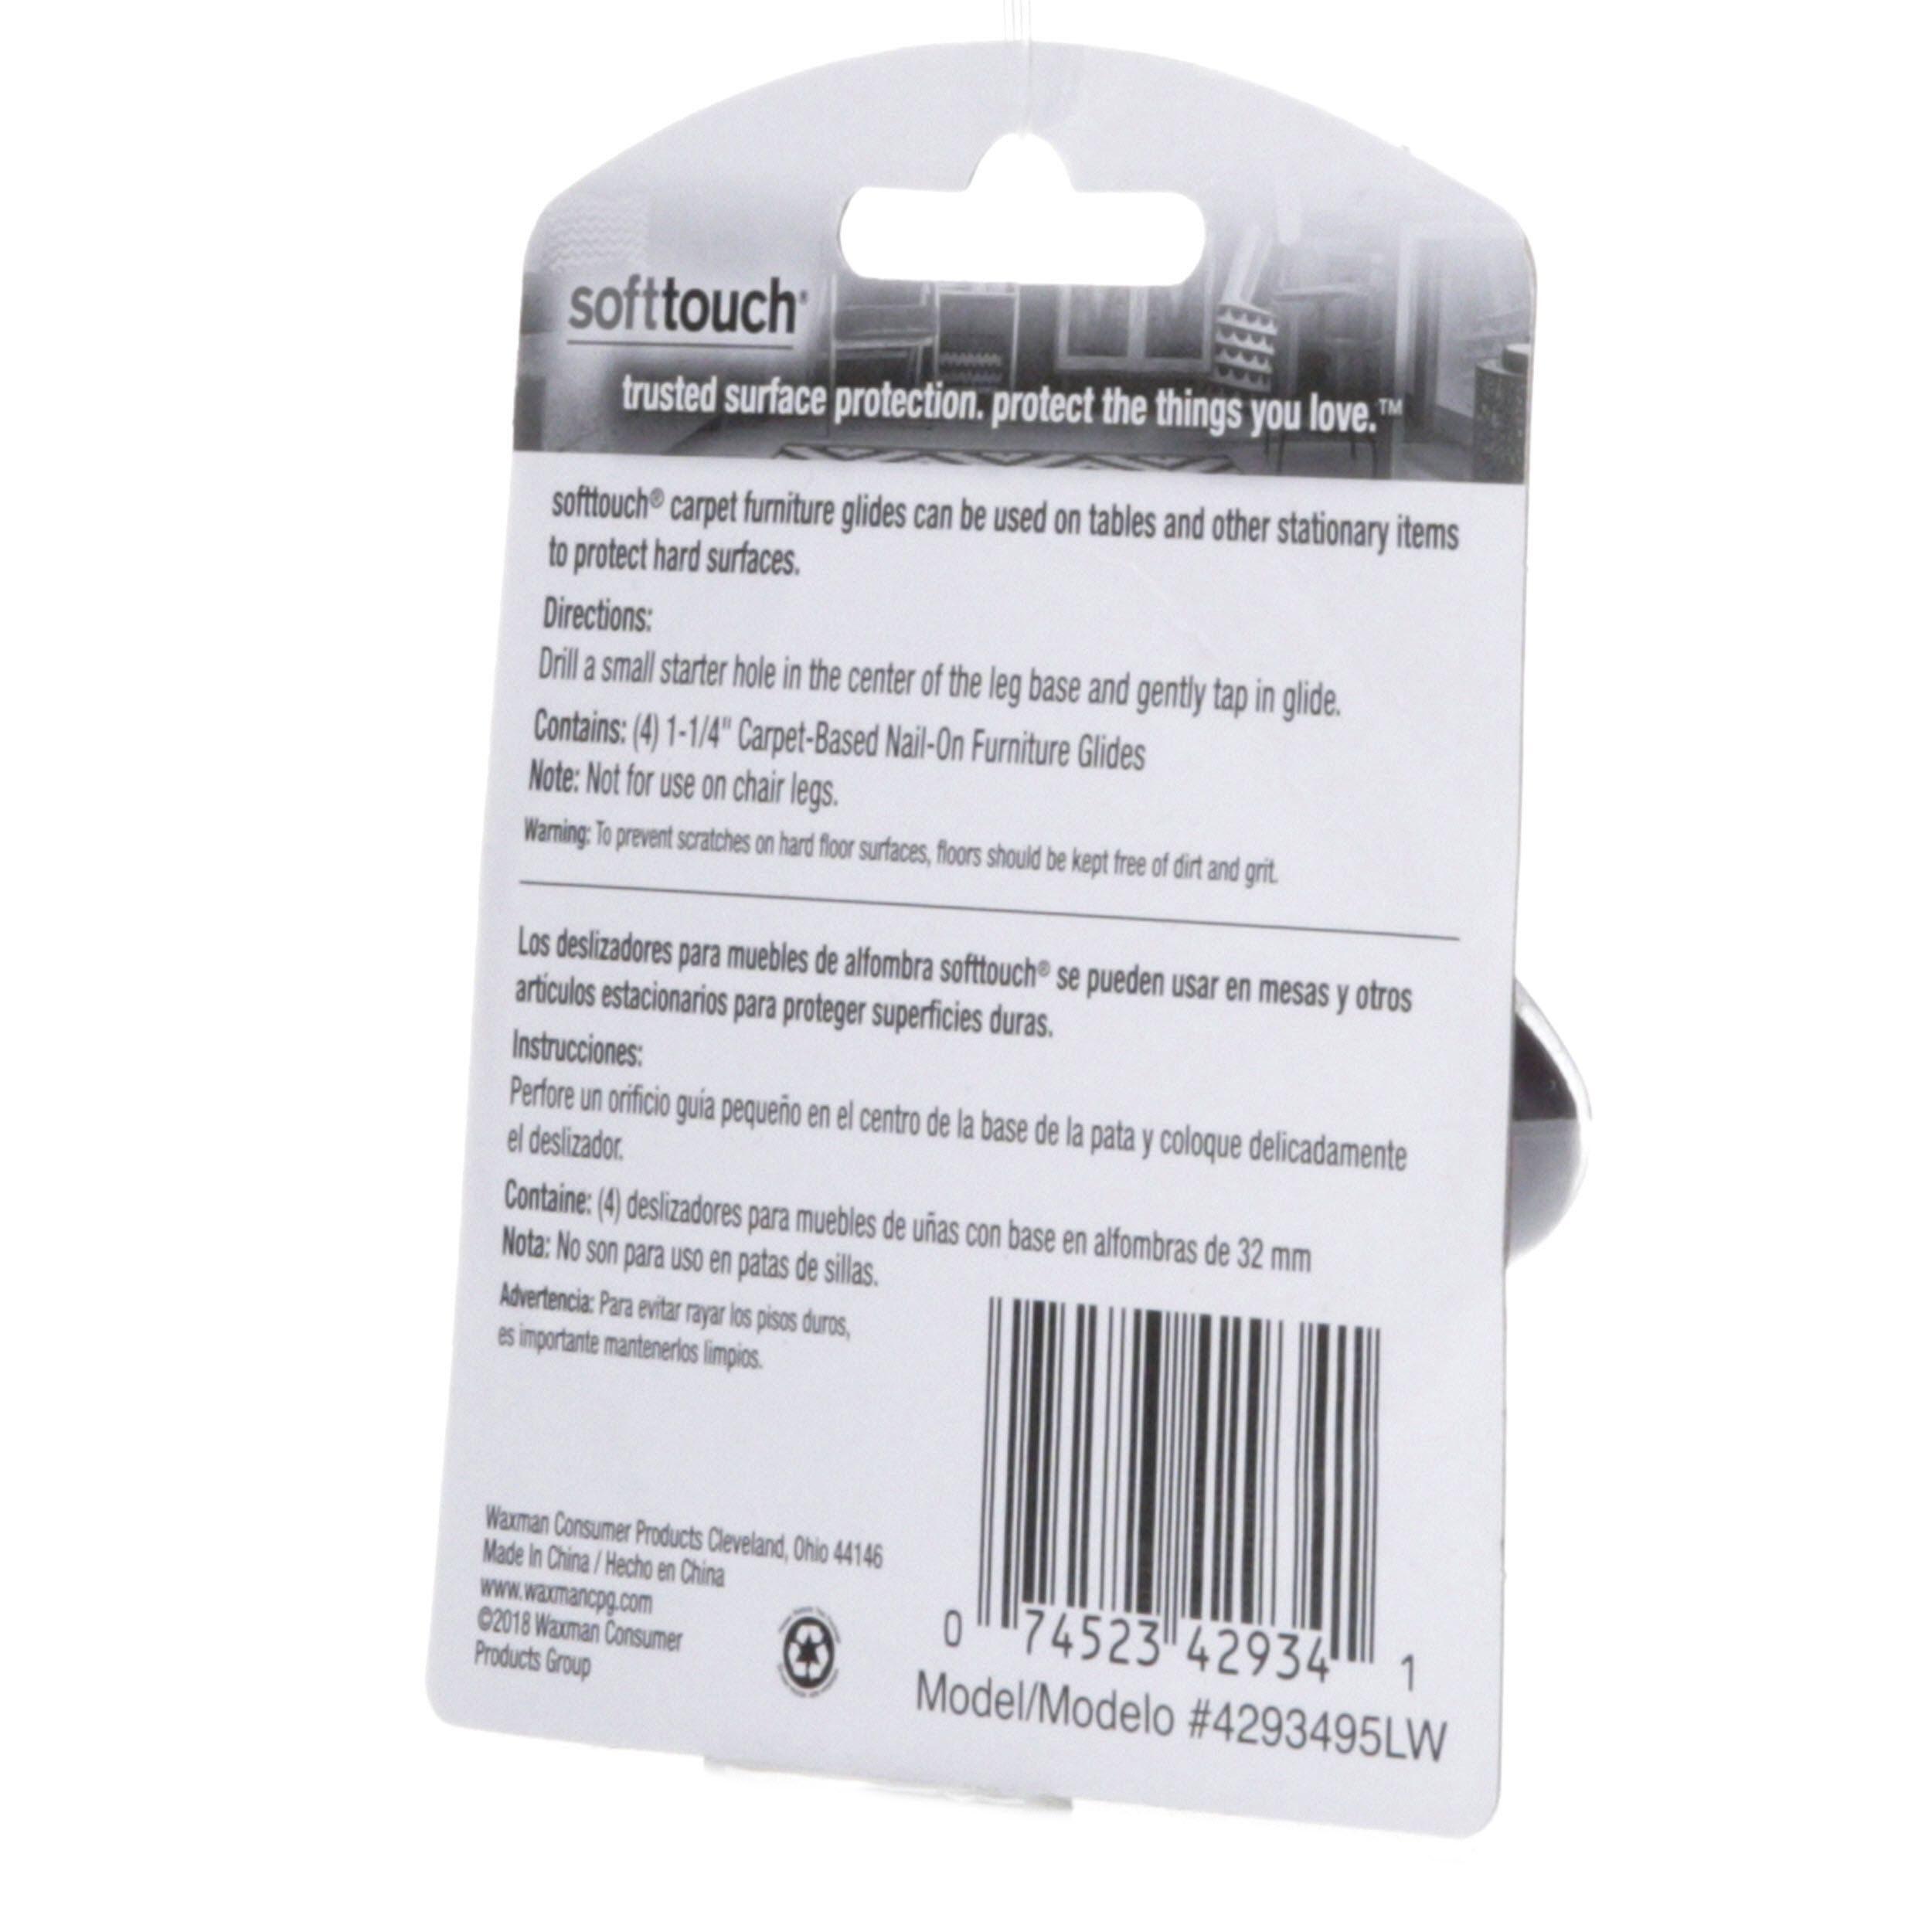 softtouch®
trusted surface protection. protect the things you love.™
softtouch® carpet furniture glides can be used on tables and other stationary items
to protect hard surfaces.
Directions:
Drill a small starter hole in the center of the leg base and gently tap in glide.
Contains: (4) 1-1/4" Carpet-Based Nail-On Furniture Glides
Note: Not for use on chair legs.
Warning: To prevent scratches on hard floor surfaces, floors should be kept free of dirt and grit.
Los deslizadores para muebles de alfombra softtouch® se pueden usar en mesas y otros
artículos estacionarios para proteger superficies duras.
Instrucciones:
Perfore un orificio guía pequeño en el centro de la base de la pata y coloque delicadamente
el deslizador.
Containe: (4) deslizadores para muebles de uñas con base en alfombras de 32 mm
Nota: No son para uso en patas de sillas.
Advertencia: Para evitar rayar los pisos duros,
es importante mantenerlos limpios.
Waxman Consumer Products Cleveland, Ohio 44146
Made In China / Hecho en China
www.waxmancpg.com
©2018 Waxman Consumer
Products Group
0 74523 42934 1
Model/Modelo #4293495LW